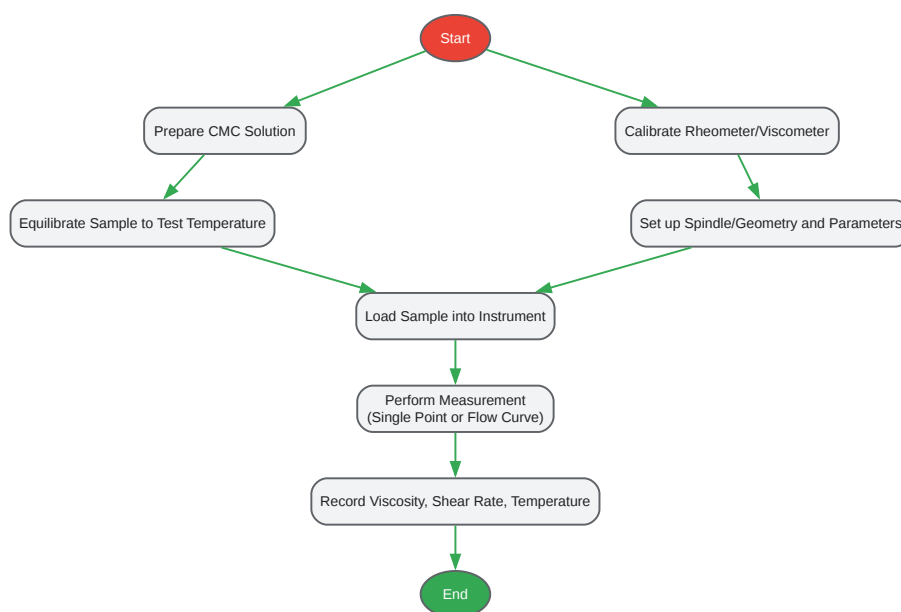 Start
Prepare CMC Solution
Calibrate Rheometer/Viscometer
Equilibrate Sample to Test Temperature
Set up Spindle/Geometry and Parameters
Load Sample into Instrument
Perform Measurement
(Single Point or Flow Curve)
Record Viscosity, Shear Rate, Temperature
End